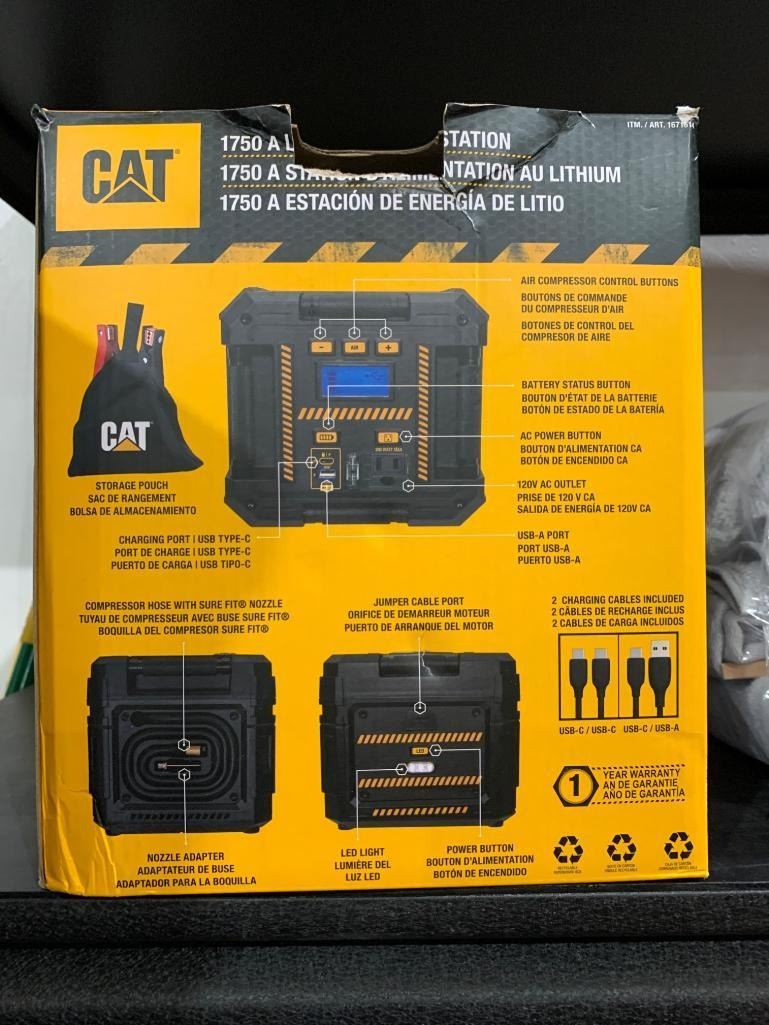 ITM. / ART. 1671614
CAT
1750 A L STATION
1750 A STATION D'ALIMENTATION AU LITHIUM
1750 A ESTACIÓN DE ENERGÍA DE LITIO
AIR COMPRESSOR CONTROL BUTTONS
BOUTONS DE COMMANDE
DU COMPRESSEUR D'AIR
BOTONES DE CONTROL DEL
COMPRESOR DE AIRE
- AIR +
BATTERY STATUS BUTTON
BOUTON D'ÉTAT DE LA BATTERIE
BOTÓN DE ESTADO DE LA BATERÍA
AC POWER BUTTON
BOUTON D'ALIMENTATION CA
BOTÓN DE ENCENDIDO CA
CAT
200 WATT MAX
120V AC OUTLET
PRISE DE 120 V CA
SALIDA DE ENERGÍA DE 120V CA
STORAGE POUCH
SAC DE RANGEMENT
BOLSA DE ALMACENAMIENTO
CHARGING PORT | USB TYPE-C
PORT DE CHARGE | USB TYPE-C
PUERTO DE CARGA | USB TIPO-C
USB-A PORT
PORT USB-A
PUERTO USB-A
COMPRESSOR HOSE WITH SURE FIT® NOZZLE
TUYAU DE COMPRESSEUR AVEC BUSE SURE FIT®
BOQUILLA DEL COMPRESOR SURE FIT®
JUMPER CABLE PORT
ORIFICE DE DEMARREUR MOTEUR
PUERTO DE ARRANQUE DEL MOTOR
2 CHARGING CABLES INCLUDED
2 CÂBLES DE RECHARGE INCLUS
2 CABLES DE CARGA INCLUIDOS
USB-C / USB-C USB-C / USB-A
LED
1 YEAR WARRANTY
AN DE GARANTIE
AÑO DE GARANTÍA
NOZZLE ADAPTER
ADAPTATEUR DE BUSE
ADAPTADOR PARA LA BOQUILLA
LED LIGHT
LUMIÈRE DEL
LUZ LED
POWER BUTTON
BOUTON D'ALIMENTATION
BOTÓN DE ENCENDIDO